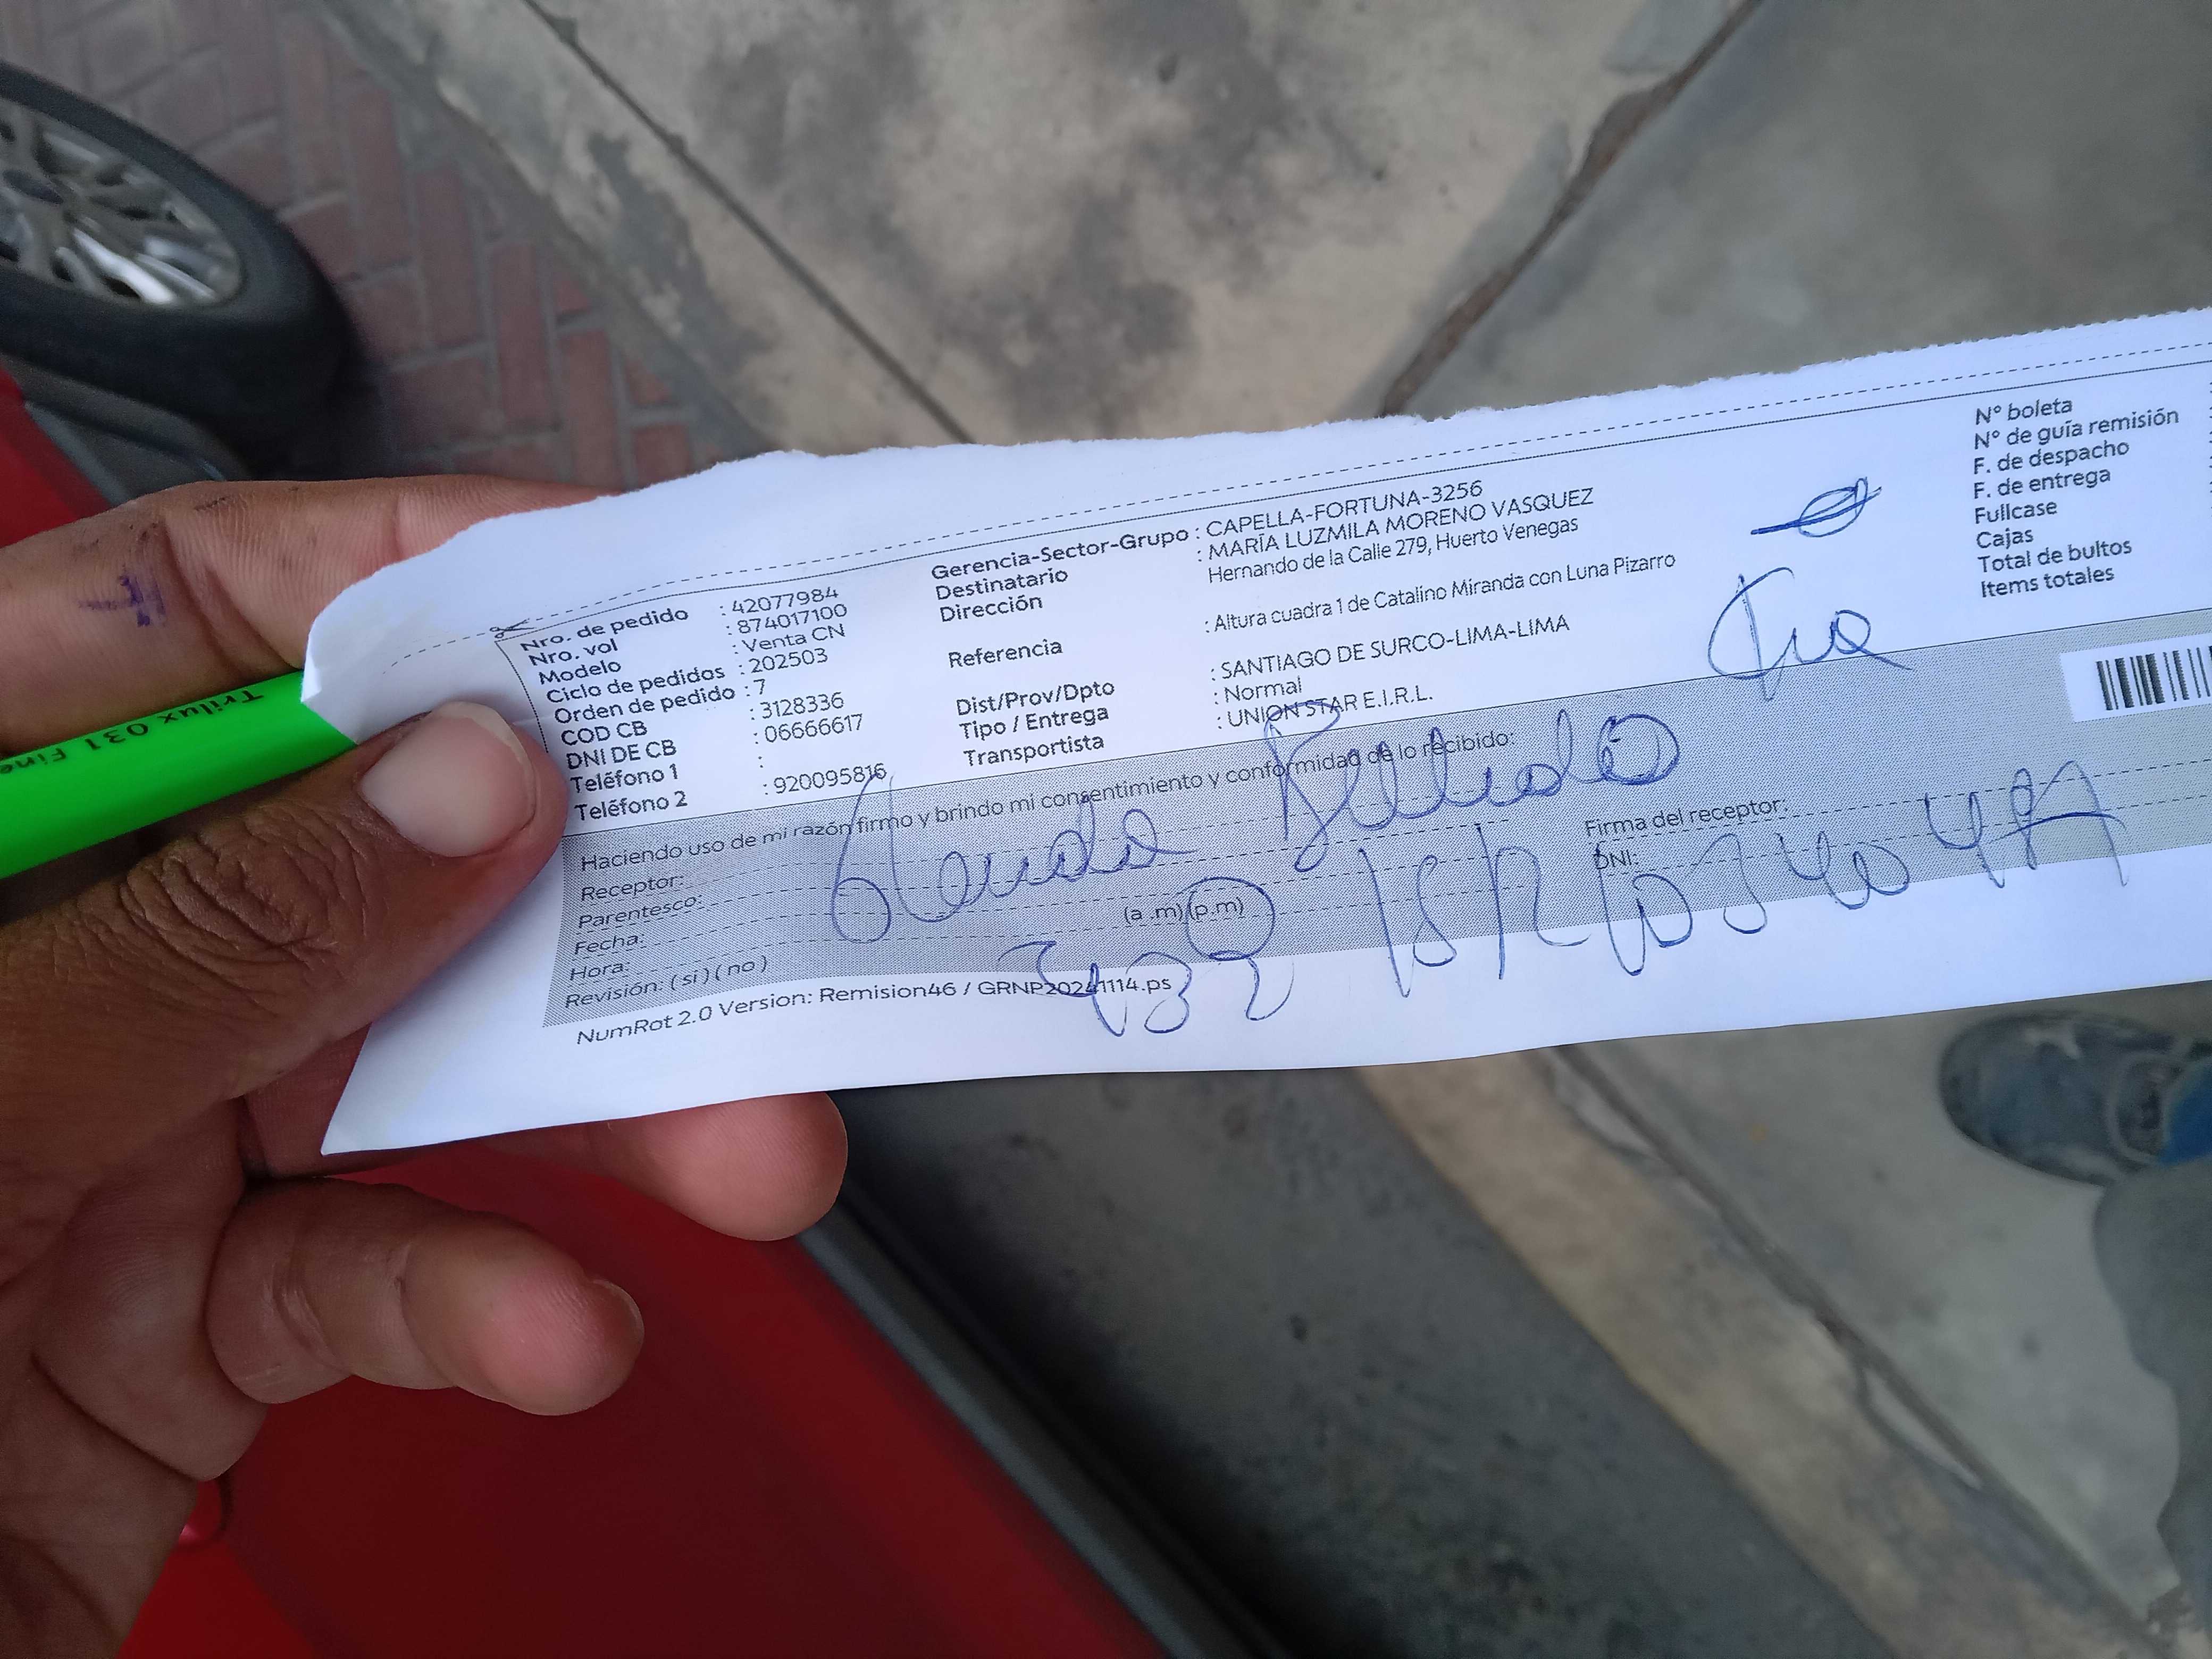 Nro. de pedido : 42077984
Nro. vol : 874017100
Modelo : Venta CN
Ciclo de pedidos : 202503
Orden de pedido : 7
COD CB : 3128336
DNI DE CB : 06666617
Teléfono 1 :
Teléfono 2 : 920095816
Gerencia-Sector-Grupo : CAPELLA-FORTUNA-3256
Destinatario : MARÍA LUZMILA MORENO VASQUEZ
Dirección Hernando de la Calle 279, Huerto Venegas
Referencia : Altura cuadra 1 de Catalino Miranda con Luna Pizarro
Dist/Prov/Dpto : SANTIAGO DE SURCO-LIMA-LIMA
Tipo / Entrega : Normal
Transportista : UNION STAR E.I.R.L.
N° boleta
N° de guía remisión
F. de despacho
F. de entrega
Fullcase
Cajas
Total de bultos
Items totales
Haciendo uso de mi razón firmo y brindo mi consentimiento y conformidad de lo recibido:
Receptor:
Parentesco:
Fecha:
Hora: (a .m) (p.m)
Revisión: ( si ) ( no )
Firma del receptor:
DNI:
NumRot 2.0 Version: Remision46 / GRNP20241114.ps
Trilux 031 Fine